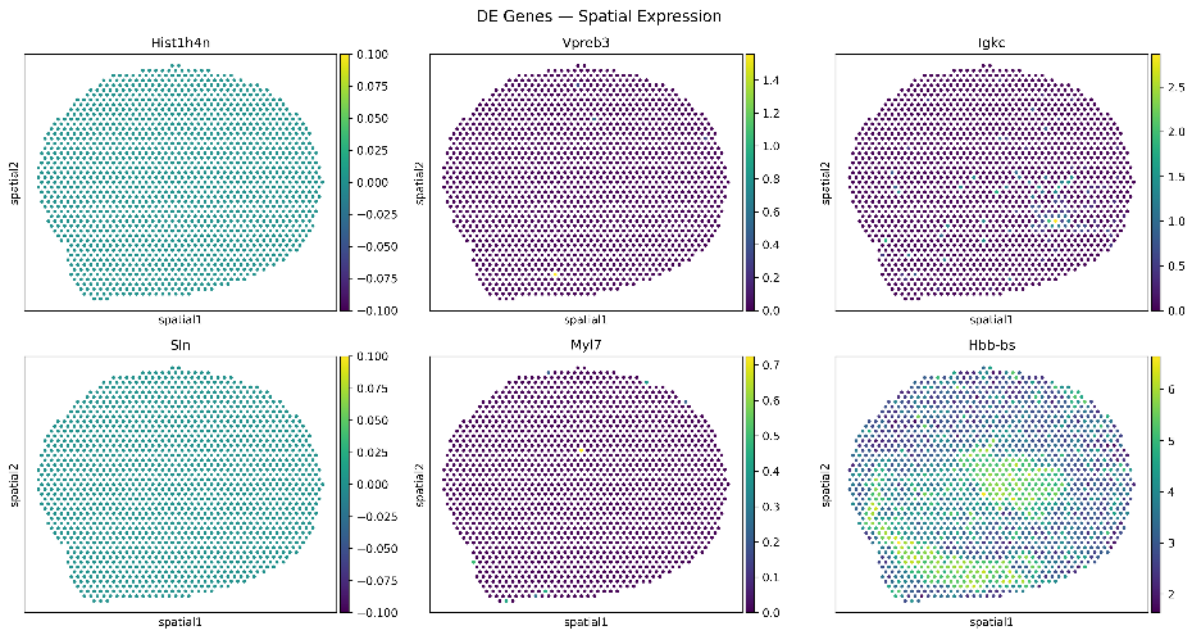 DE Genes — Spatial Expression
Hist1h4n
Vpreb3
Igkc
0.100
0.075
0.050
0.025
0.000
−0.025
−0.050
−0.075
−0.100
1.4
1.2
1.0
0.8
0.6
0.4
0.2
0.0
2.5
2.0
1.5
1.0
0.5
0.0
spatial2
spatial2
spatial2
spatial1
spatial1
spatial1
Sln
Myl7
Hbb-bs
0.100
0.075
0.050
0.025
0.000
−0.025
−0.050
−0.075
−0.100
0.7
0.6
0.5
0.4
0.3
0.2
0.1
0.0
6
5
4
3
2
spatial2
spatial2
spatial2
spatial1
spatial1
spatial1